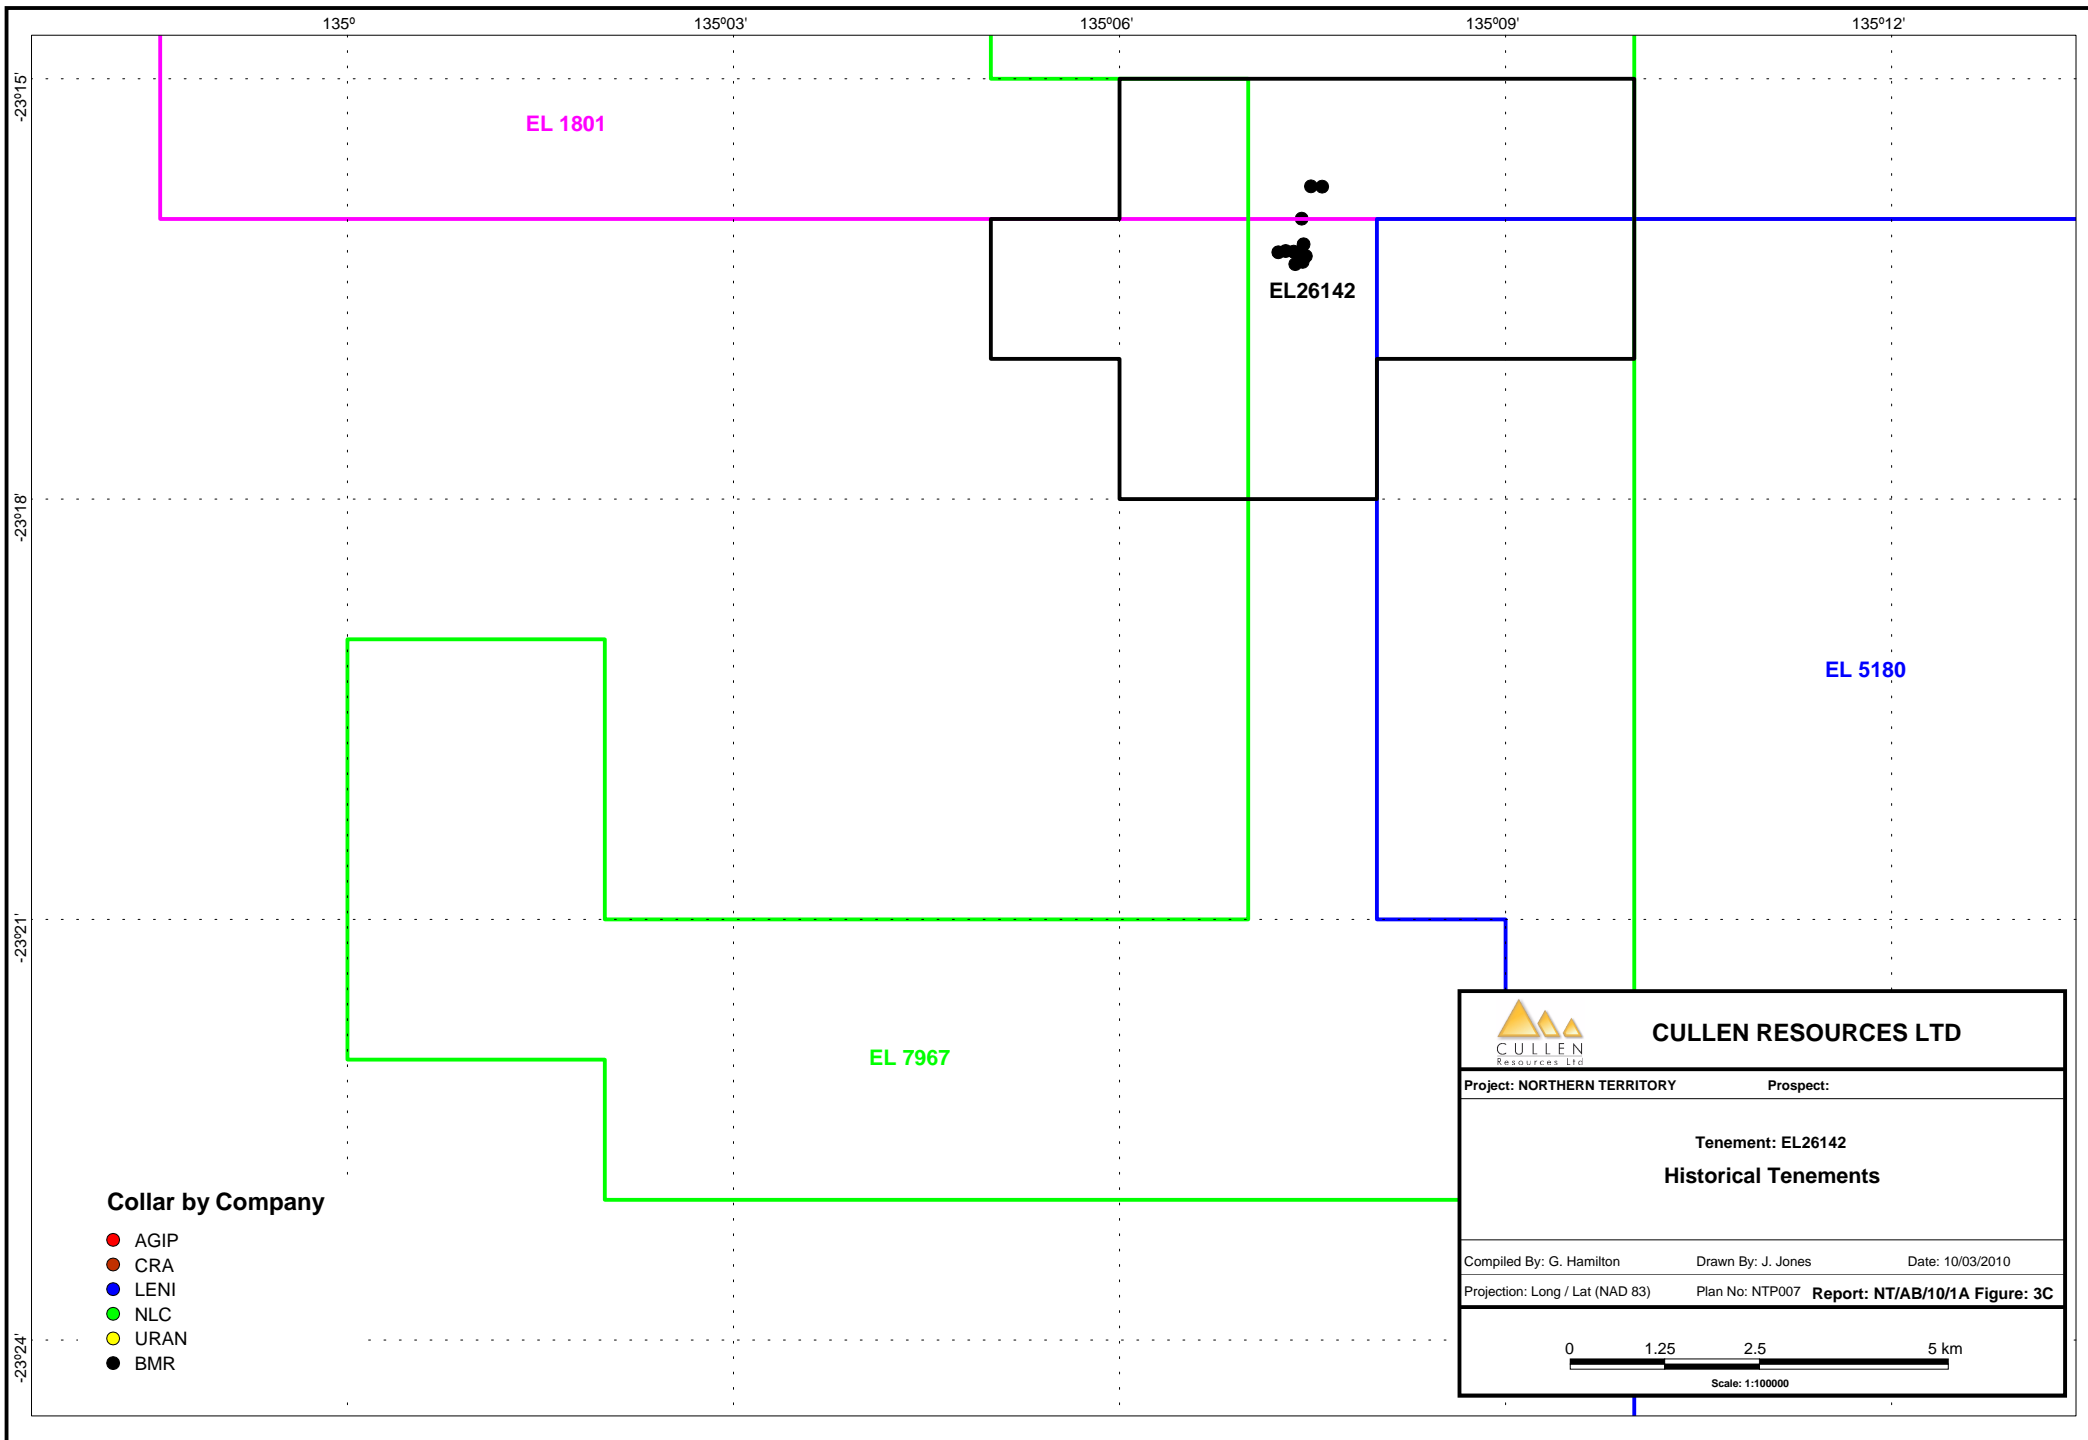 135º 135º03' 135º06' 135º09' 135º12'
-23º15'
EL 1801
EL26142
-23º18'
EL 5180
-23º21'
EL 7967
-23º24'
Collar by Company
AGIP
CRA
LENI
NLC
URAN
BMR
CULLEN
Resources Ltd
CULLEN RESOURCES LTD
Project: NORTHERN TERRITORY Prospect:
Tenement: EL26142
Historical Tenements
Compiled By: G. Hamilton Drawn By: J. Jones Date: 10/03/2010
Projection: Long / Lat (NAD 83) Plan No: NTP007 Report: NT/AB/10/1A Figure: 3C
0 1.25 2.5 5 km
Scale: 1:100000